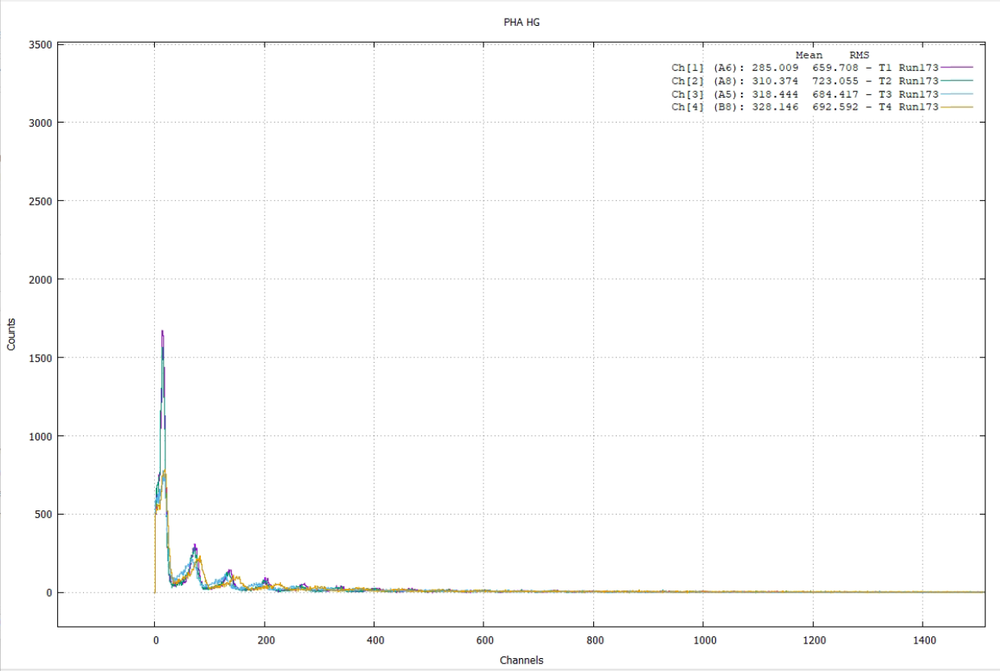 PHA HG
Mean RMS
Ch[1] (A6): 285.009 659.708 - T1 Run173
Ch[2] (A8): 310.374 723.055 - T2 Run173
Ch[3] (A5): 318.444 684.417 - T3 Run173
Ch[4] (B8): 328.146 692.592 - T4 Run173
3500
3000
2500
2000
1500
1000
500
0
Counts
0 200 400 600 800 1000 1200 1400
Channels